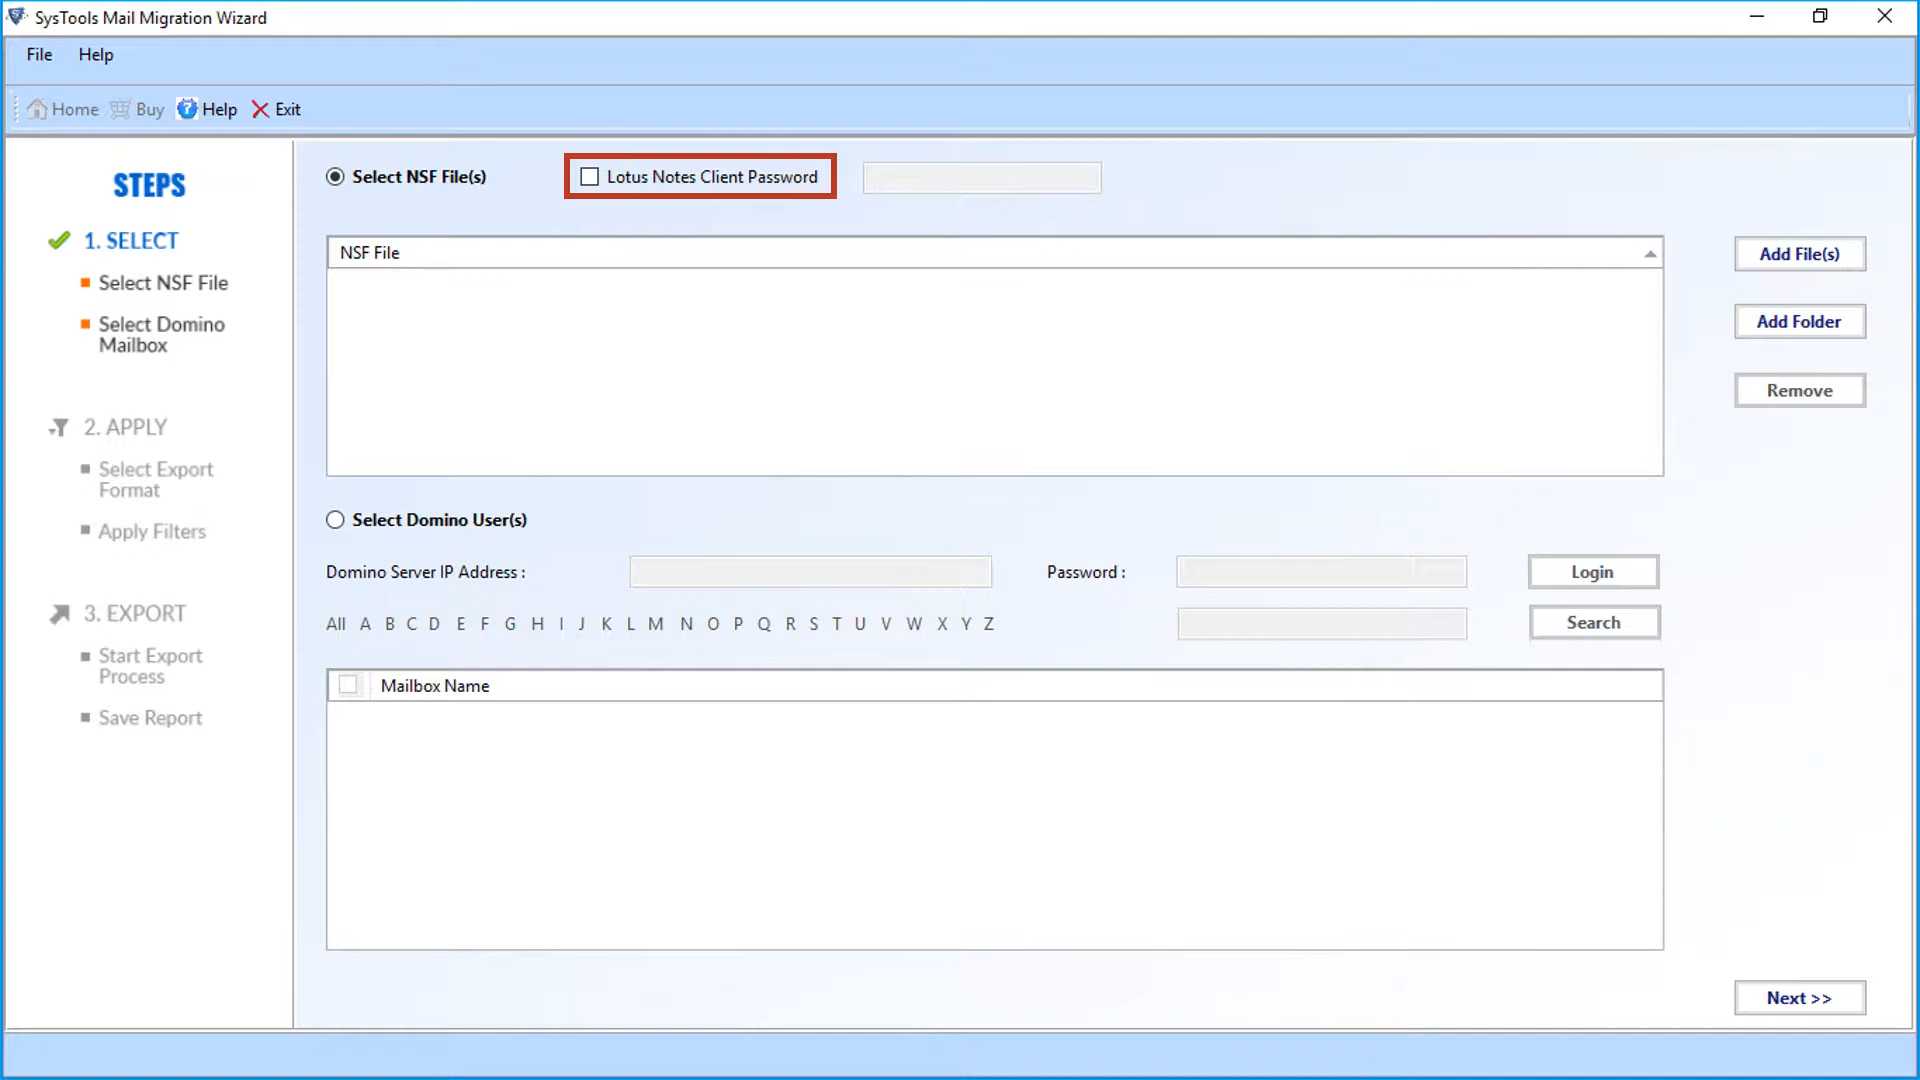 SysTools Mail Migration Wizard
File Help
Home Buy Help Exit
STEPS
1. SELECT
Select NSF File
Select Domino
Mailbox
2. APPLY
Select Export
Format
Apply Filters
3. EXPORT
Start Export
Process
Save Report
Select NSF File(s) Lotus Notes Client Password
NSF File
Add File(s)
Add Folder
Remove
Select Domino User(s)
Domino Server IP Address : Password : Login
All A B C D E F G H I J K L M N O P Q R S T U V W X Y Z Search
Mailbox Name
Next >>